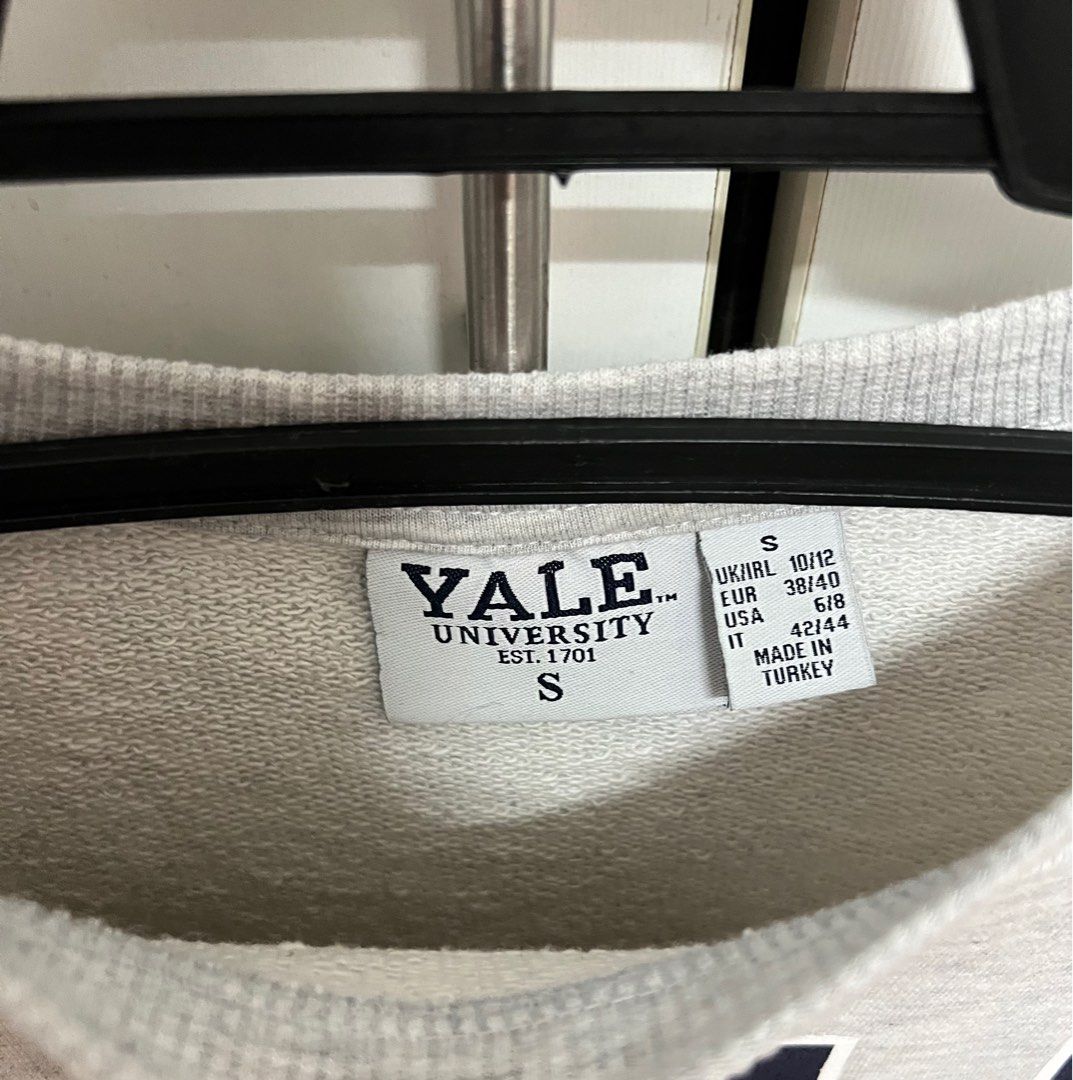 YALE™
UNIVERSITY
EST. 1701
S
S
UK/IRL 10/12
EUR 38/40
USA 6/8
IT 42/44
MADE IN
TURKEY